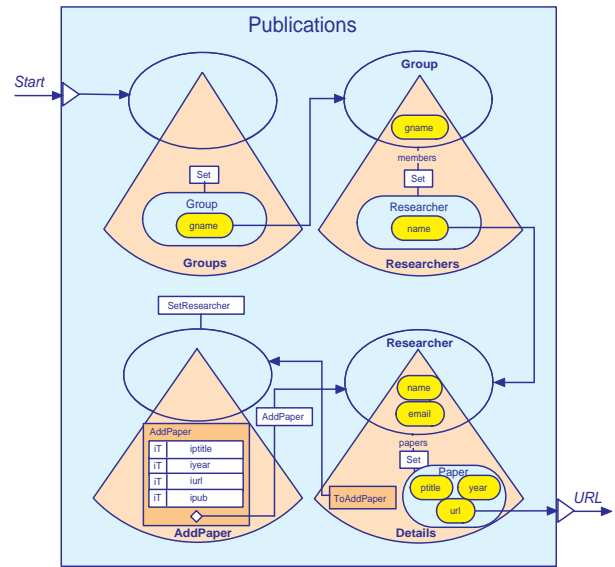 Publications
Start
Set
Group
gname
Groups
Group
gname
members
Set
Researcher
name
Researchers
SetResearcher
AddPaper
iT iptitle
iT iyear
iT iurl
iT ipub
AddPaper
AddPaper
Researcher
name
email
papers
Set
Paper
ptitle year
url
ToAddPaper
Details
URL